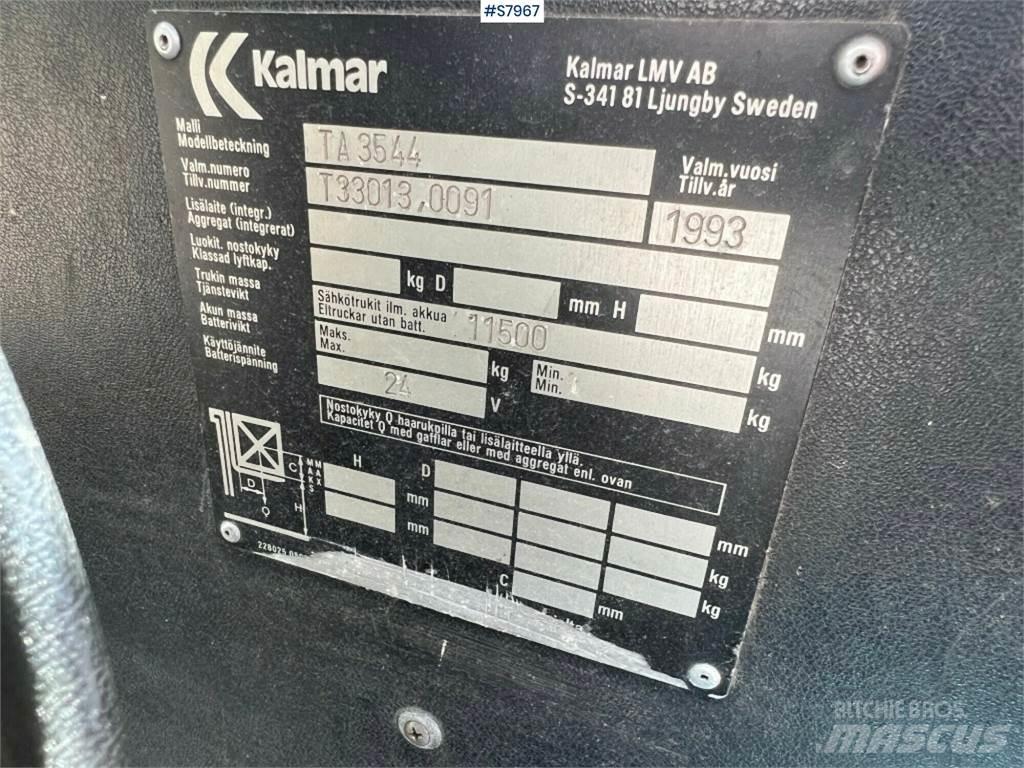 #S7967
Kalmar
Kalmar LMV AB
S-341 81 Ljungby Sweden
Malli
Modellbeteckning
TA 3544
Valm.numero
Tillv.nummer
T33013,0091
Valm.vuosi
Tillv.år
1993
Lisälaite (integr.)
Aggregat (integrerat)
Luokit. nostokyky
Klassad lyftkap.
kg D
mm H
mm
Trukin massa
Tjänstevikt
Sähkötrukit ilm. akkua
Eltruckar utan batt.
11500
kg
Akun massa
Batterivikt
Maks.
Max.
kg
Min.
Min.
kg
Käyttöjännite
Batterispänning
24
V
Nostokyky Q haarukpilla tai lisälaitteella yllä.
Kapacitet Q med gafflar eller med aggregat enl. ovan
C
MAKS
MAX
H
D
mm
mm
mm
kg
kg
D
Q
H
C
mm
RITCHIE BROS.
MASCUS